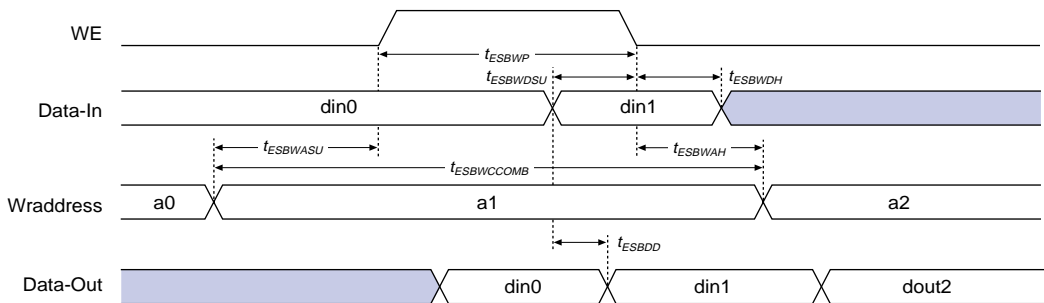 WE
tESBWP
tESBWDSU
tESBWDH
Data-In
din0
din1
tESBWASU
tESBWAH
tESBWCCOMB
Wraddress
a0
a1
a2
tESBDD
Data-Out
din0
din1
dout2